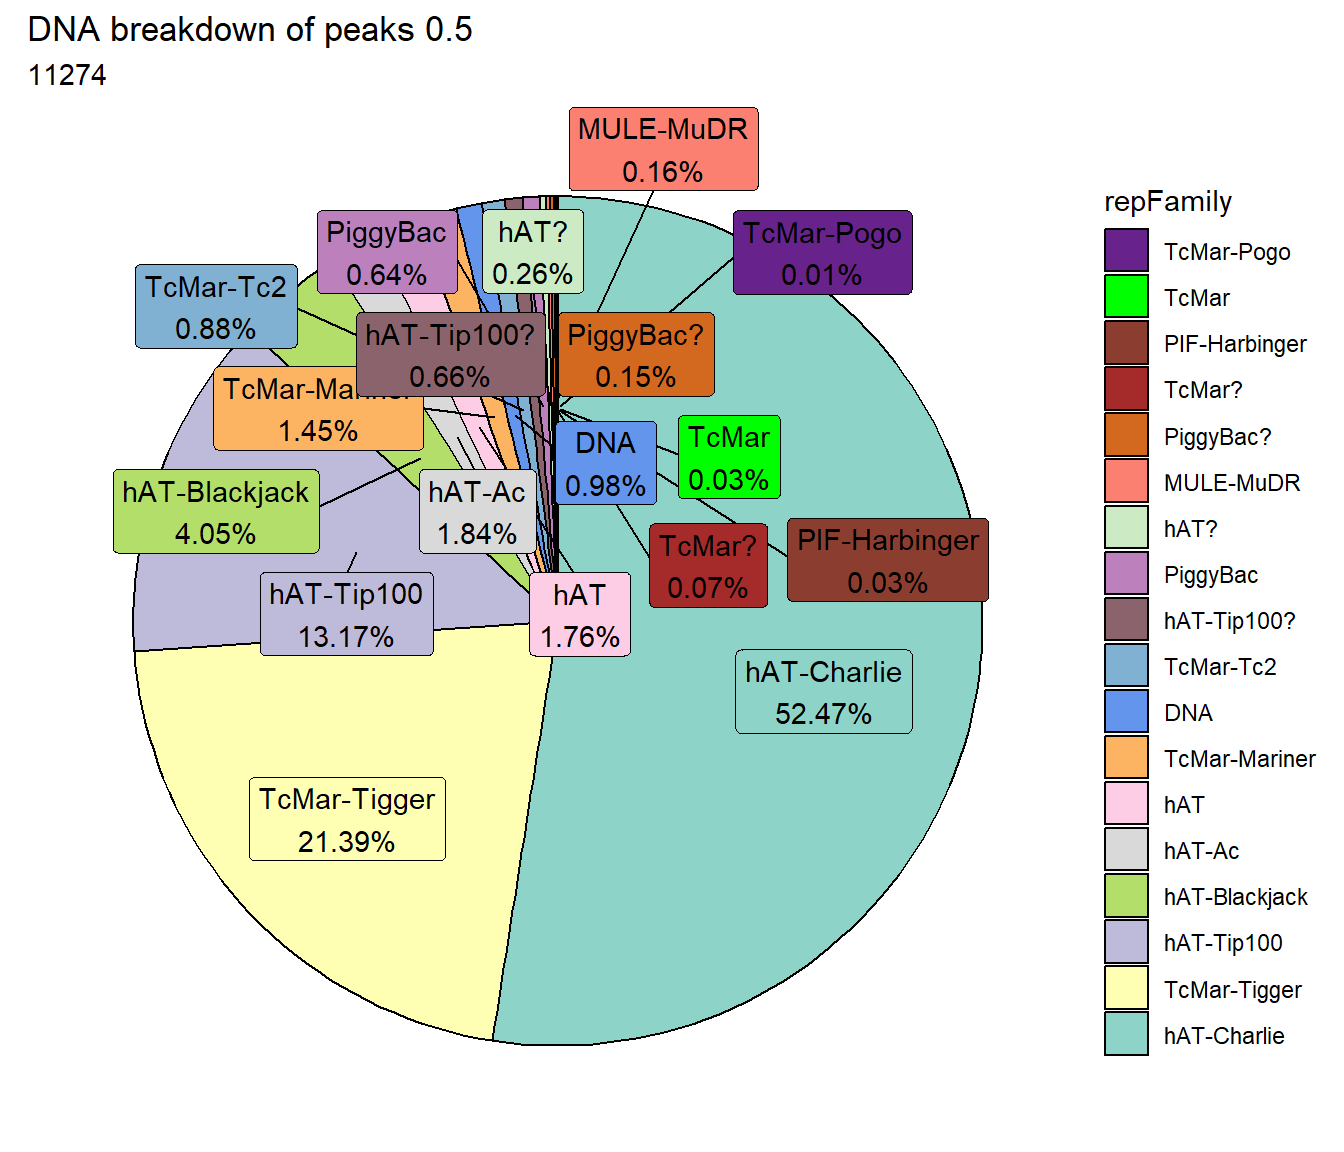 DNA breakdown of peaks 0.5
11274
MULE-MuDR
0.16%
PiggyBac
0.64%
hAT?
0.26%
TcMar-Pogo
0.01%
TcMar-Tc2
0.88%
hAT-Tip100?
0.66%
PiggyBac?
0.15%
TcMar-Mariner
1.45%
DNA
0.98%
TcMar
0.03%
hAT-Blackjack
4.05%
hAT-Ac
1.84%
TcMar?
0.07%
PIF-Harbinger
0.03%
hAT-Tip100
13.17%
hAT
1.76%
hAT-Charlie
52.47%
TcMar-Tigger
21.39%
repFamily
TcMar-Pogo
TcMar
PIF-Harbinger
TcMar?
PiggyBac?
MULE-MuDR
hAT?
PiggyBac
hAT-Tip100?
TcMar-Tc2
DNA
TcMar-Mariner
hAT
hAT-Ac
hAT-Blackjack
hAT-Tip100
TcMar-Tigger
hAT-Charlie